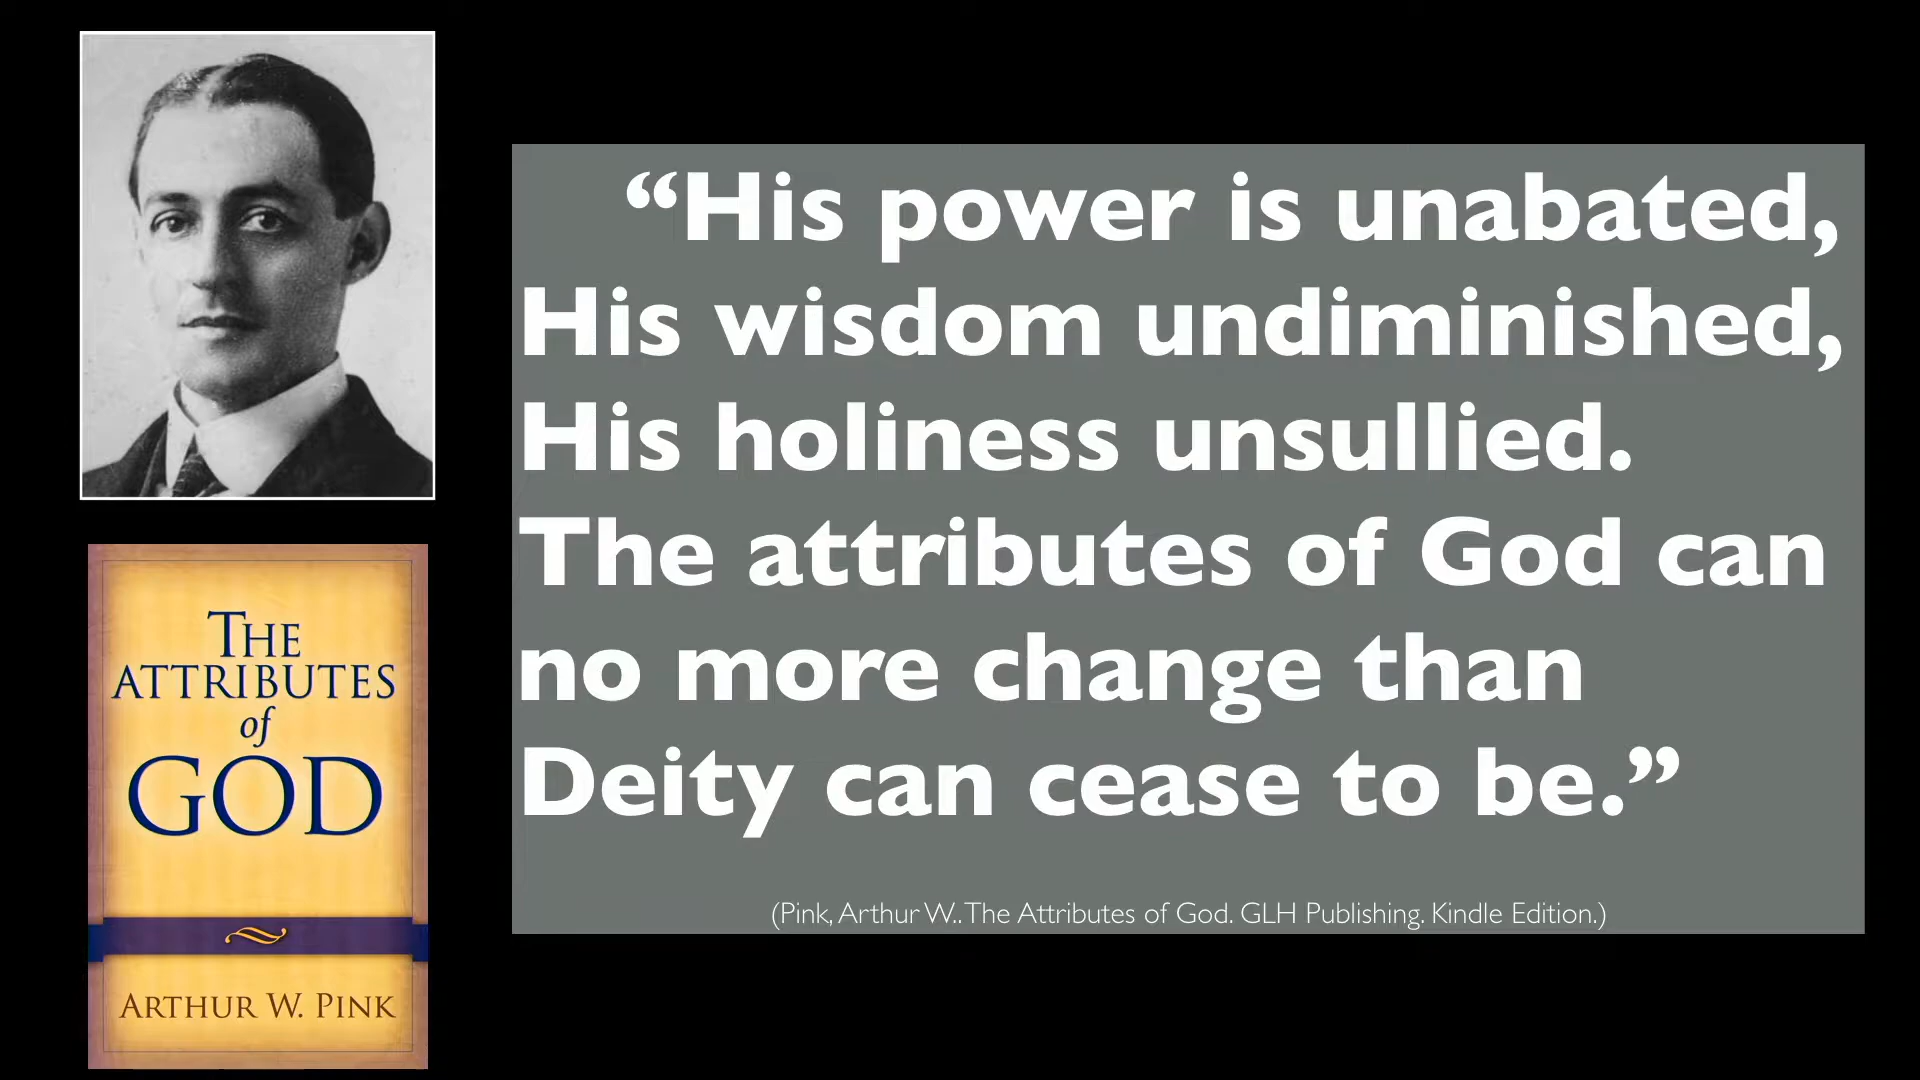 “His power is unabated,
His wisdom undiminished,
His holiness unsullied.
The attributes of God can
no more change than
Deity can cease to be.”
(Pink, Arthur W.. The Attributes of God. GLH Publishing. Kindle Edition.)
THE
ATTRIBUTES
of
GOD
ARTHUR W. PINK